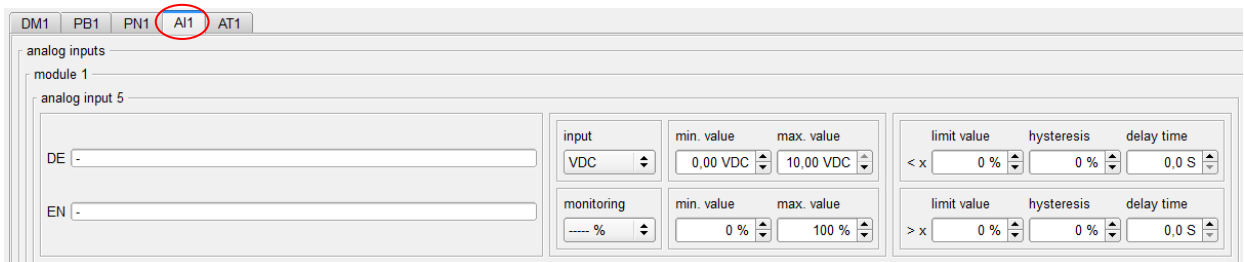 DM1 PB1 PN1 AI1 AT1
analog inputs
module 1
analog input 5
input min. value max. value limit value hysteresis delay time
DE - VDC 0,00 VDC 10,00 VDC < x 0 % 0 % 0,0 S
monitoring min. value max. value limit value hysteresis delay time
EN - ----- % 0 % 100 % > x 0 % 0 % 0,0 S